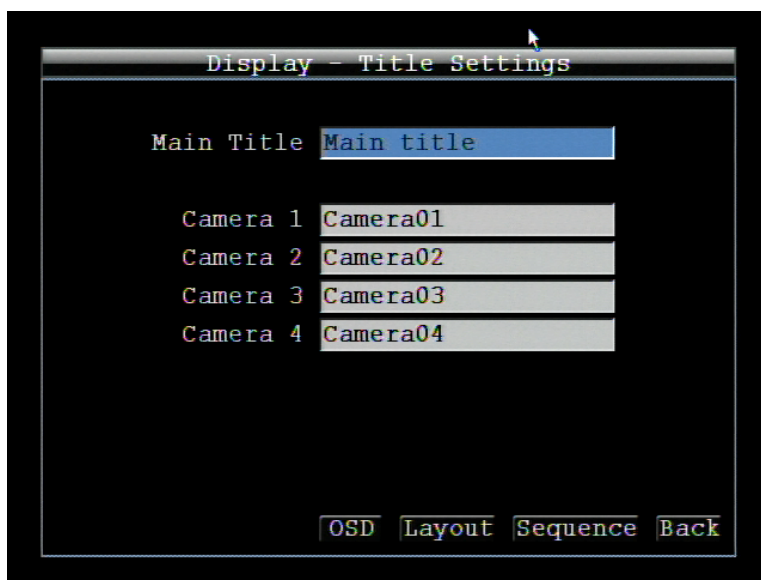 Display - Title Settings
Main Title Main title
Camera 1 Camera01
Camera 2 Camera02
Camera 3 Camera03
Camera 4 Camera04
OSD Layout Sequence Back